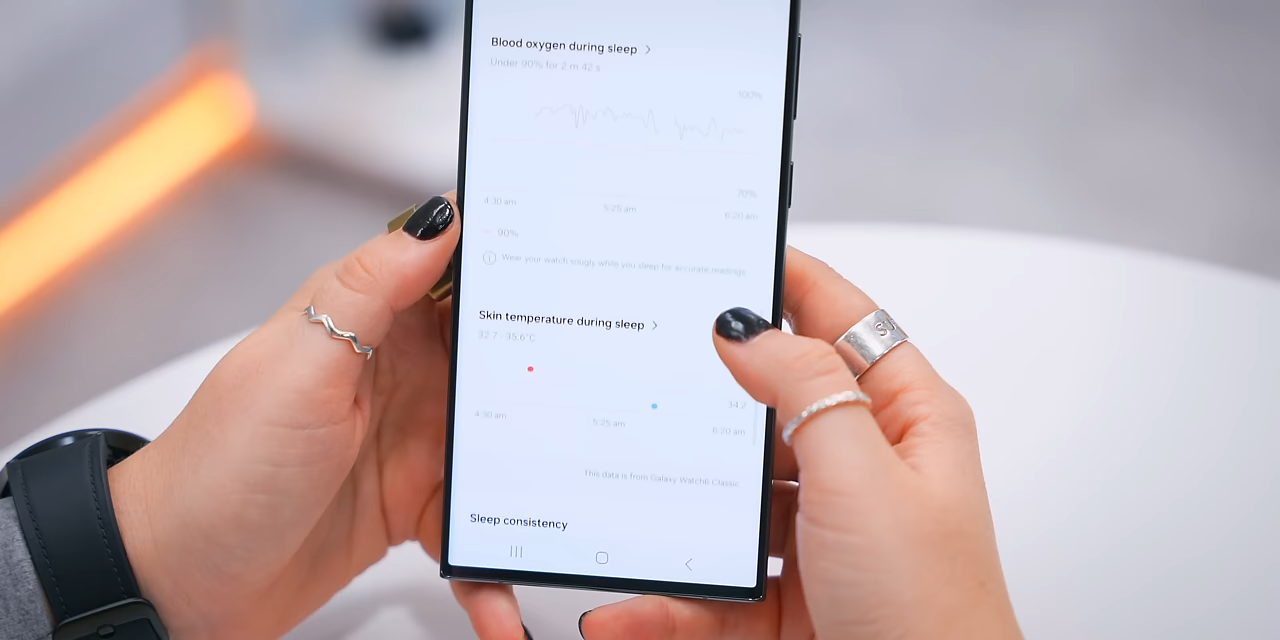 Blood oxygen during sleep >
Under 90% for 2 m 42 s
100%
70%
4:30 am 5:25 am 6:20 am
90%
Wear your watch snugly while you sleep for accurate readings.
Skin temperature during sleep >
32.7 - 35.6°C
34.2
4:30 am 5:25 am 6:20 am
This data is from Galaxy Watch6 Classic
Sleep consistency